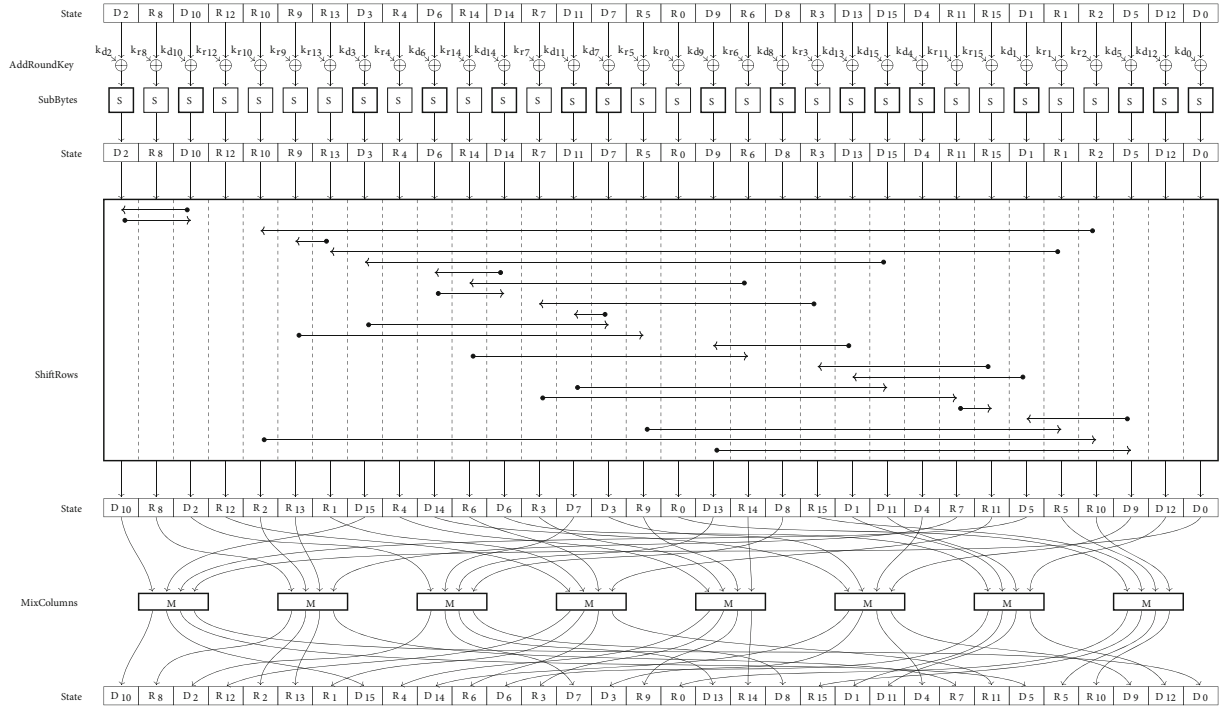 State D 2 R 8 D 10 R 12 R 10 R 9 R 13 D 3 R 4 D 6 R 14 D 14 R 7 D 11 D 7 R 5 R 0 D 9 R 6 D 8 R 3 D 13 D 15 D 4 R 11 R 15 D 1 R 1 R 2 D 5 D 12 D 0
kd2 kr8 kd10 kr12 kr10 kr9 kr13 kd3 kr4 kd6 kr14 kd14 kr7 kd11 kd7 kr5 kr0 kd9 kr6 kd8 kr3 kd13 kd15 kd4 kr11 kr15 kd1 kr1 kr2 kd5 kd12 kd0
AddRoundKey
SubBytes S S S S S S S S S S S S S S S S S S S S S S S S S S S S S S S S
State D 2 R 8 D 10 R 12 R 10 R 9 R 13 D 3 R 4 D 6 R 14 D 14 R 7 D 11 D 7 R 5 R 0 D 9 R 6 D 8 R 3 D 13 D 15 D 4 R 11 R 15 D 1 R 1 R 2 D 5 D 12 D 0
ShiftRows
State D 10 R 8 D 2 R 12 R 2 R 13 R 1 D 15 R 4 D 14 R 6 D 6 R 3 D 7 D 3 R 9 R 0 D 13 R 14 D 8 R 15 D 1 D 11 D 4 R 7 R 11 D 5 R 5 R 10 D 9 D 12 D 0
MixColumns M M M M M M M M
State D 10 R 8 D 2 R 12 R 2 R 13 R 1 D 15 R 4 D 14 R 6 D 6 R 3 D 7 D 3 R 9 R 0 D 13 R 14 D 8 R 15 D 1 D 11 D 4 R 7 R 11 D 5 R 5 R 10 D 9 D 12 D 0